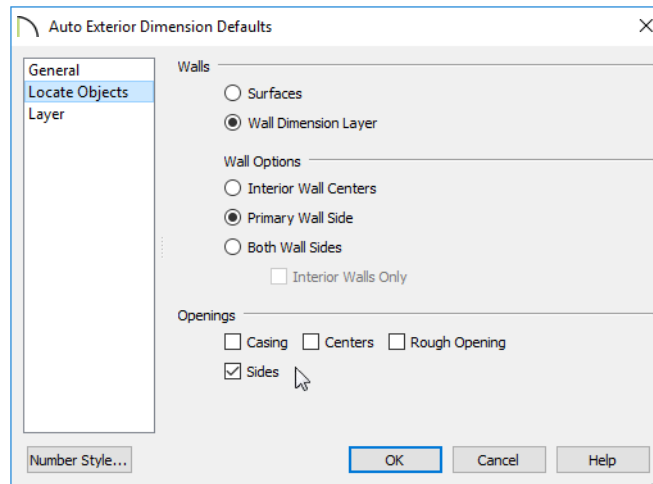 Auto Exterior Dimension Defaults
General
Locate Objects
Layer
Walls
Surfaces
Wall Dimension Layer
Wall Options
Interior Wall Centers
Primary Wall Side
Both Wall Sides
Interior Walls Only
Openings
Casing Centers Rough Opening
Sides
Number Style... OK Cancel Help